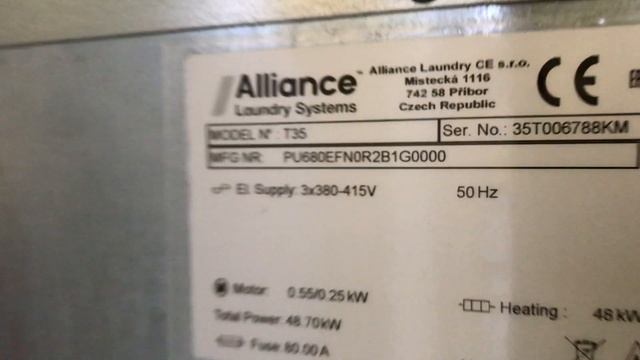 Alliance™
Laundry Systems
Alliance Laundry CE s.r.o.
Místecká 1116
742 58 Příbor
Czech Republic
CE
MODEL Nº: T35
Ser. No.: 35T006788KM
MFG NR: PU680EFN0R2B1G0000
El. Supply: 3x380-415V
50 Hz
Motor: 0.55/0.25 kW
Heating : 48 kW
Total Power: 48.70kW
Fuse: 80.00 A